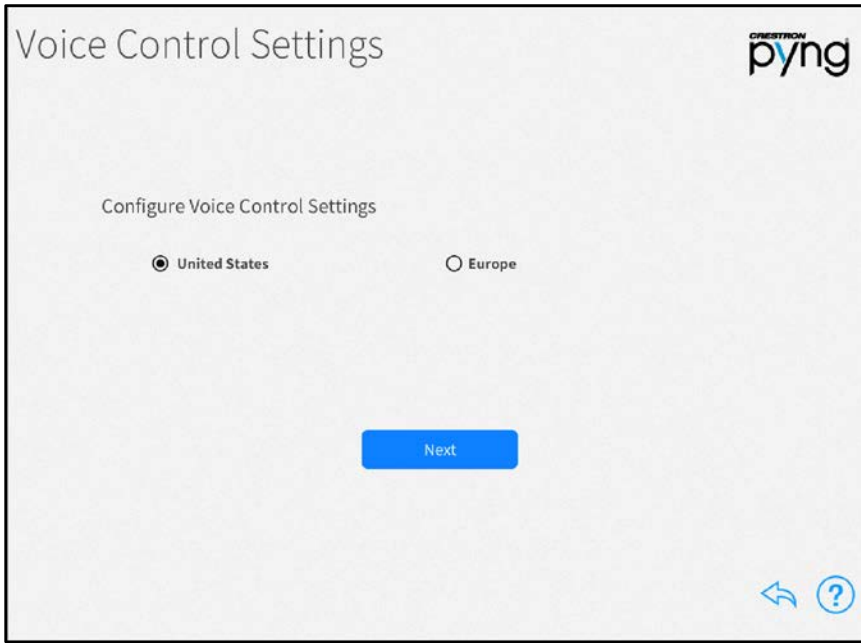 Voice Control Settings
CRESTRON
pyng
Configure Voice Control Settings
United States
Europe
Next
?